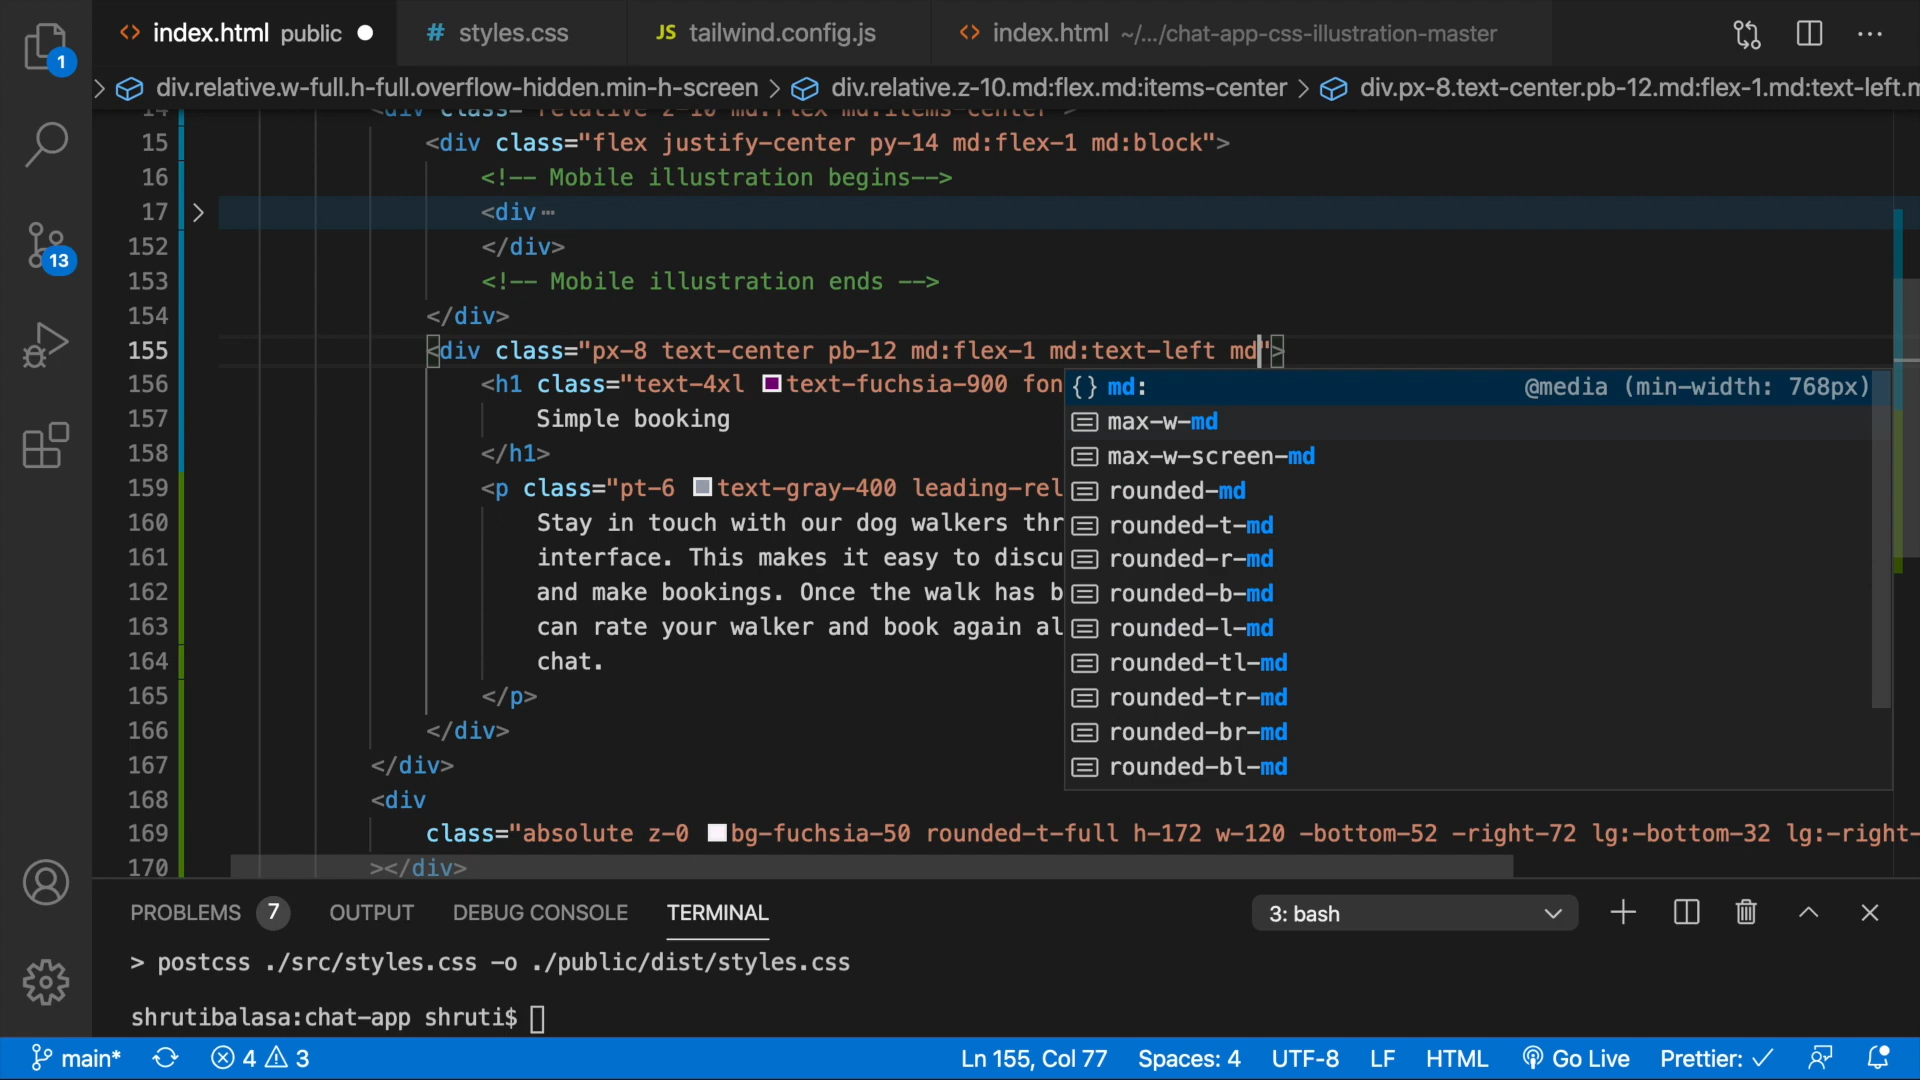 1
13
index.html public
styles.css
tailwind.config.js
index.html ~/.../chat-app-css-illustration-master
div.relative.w-full.h-full.overflow-hidden.min-h-screen > div.relative.z-10.md:flex.md:items-center > div.px-8.text-center.pb-12.md:flex-1.md:text-left.m
14 <div class="relative z-10 md:flex md:items-center">
15 <div class="flex justify-center py-14 md:flex-1 md:block">
16 <!-- Mobile illustration begins-->
17 <div…
152 </div>
153 <!-- Mobile illustration ends -->
154 </div>
155 <div class="px-8 text-center pb-12 md:flex-1 md:text-left md">
156 <h1 class="text-4xl text-fuchsia-900 fon
157 Simple booking
158 </h1>
159 <p class="pt-6 text-gray-400 leading-rel
160 Stay in touch with our dog walkers thr
161 interface. This makes it easy to discu
162 and make bookings. Once the walk has b
163 can rate your walker and book again al
164 chat.
165 </p>
166 </div>
167 </div>
168 <div
169 class="absolute z-0 bg-fuchsia-50 rounded-t-full h-172 w-120 -bottom-52 -right-72 lg:-bottom-32 lg:-right-
170 ></div>
{} md: @media (min-width: 768px)
max-w-md
max-w-screen-md
rounded-md
rounded-t-md
rounded-r-md
rounded-b-md
rounded-l-md
rounded-tl-md
rounded-tr-md
rounded-br-md
rounded-bl-md
PROBLEMS 7 OUTPUT DEBUG CONSOLE TERMINAL 3: bash
> postcss ./src/styles.css -o ./public/dist/styles.css
shrutibalasa:chat-app shruti$
main* 4 3 Ln 155, Col 77 Spaces: 4 UTF-8 LF HTML Go Live Prettier: ✓